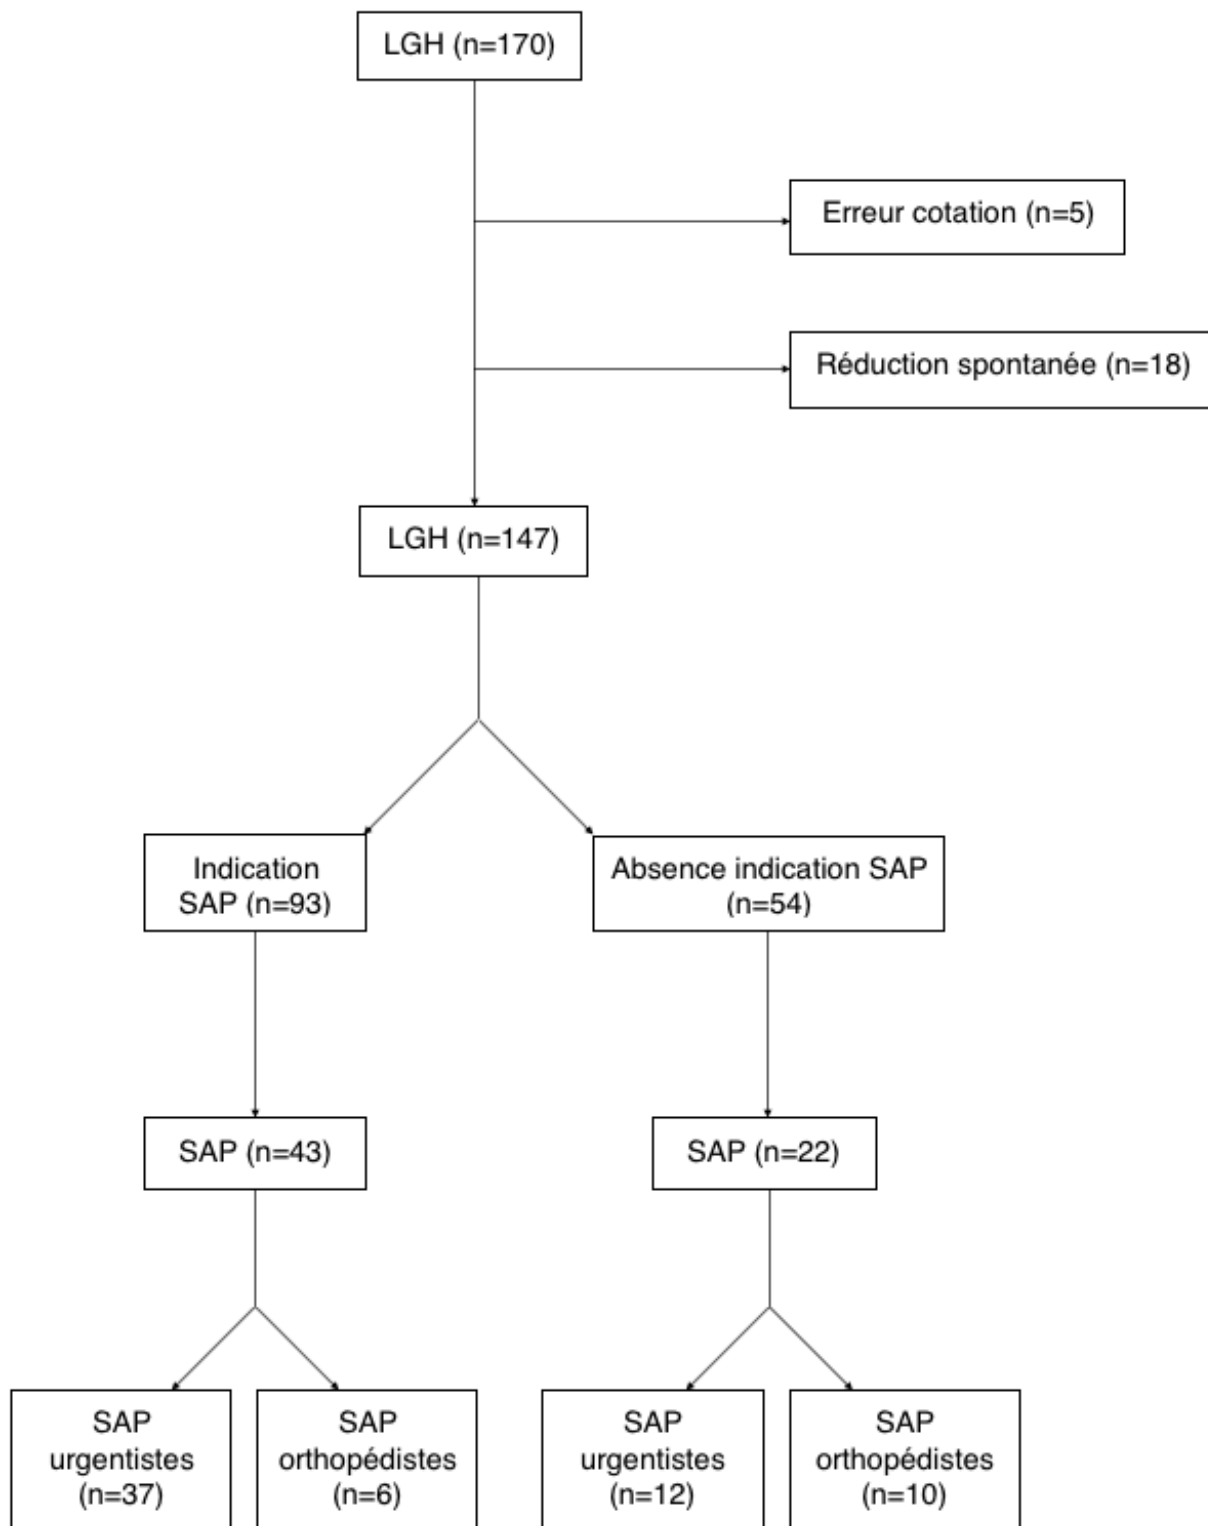 LGH (n=170)
Erreur cotation (n=5)
Réduction spontanée (n=18)
LGH (n=147)
Indication
SAP (n=93)
Absence indication SAP
(n=54)
SAP (n=43)
SAP (n=22)
SAP
urgentistes
(n=37)
SAP
orthopédistes
(n=6)
SAP
urgentistes
(n=12)
SAP
orthopédistes
(n=10)